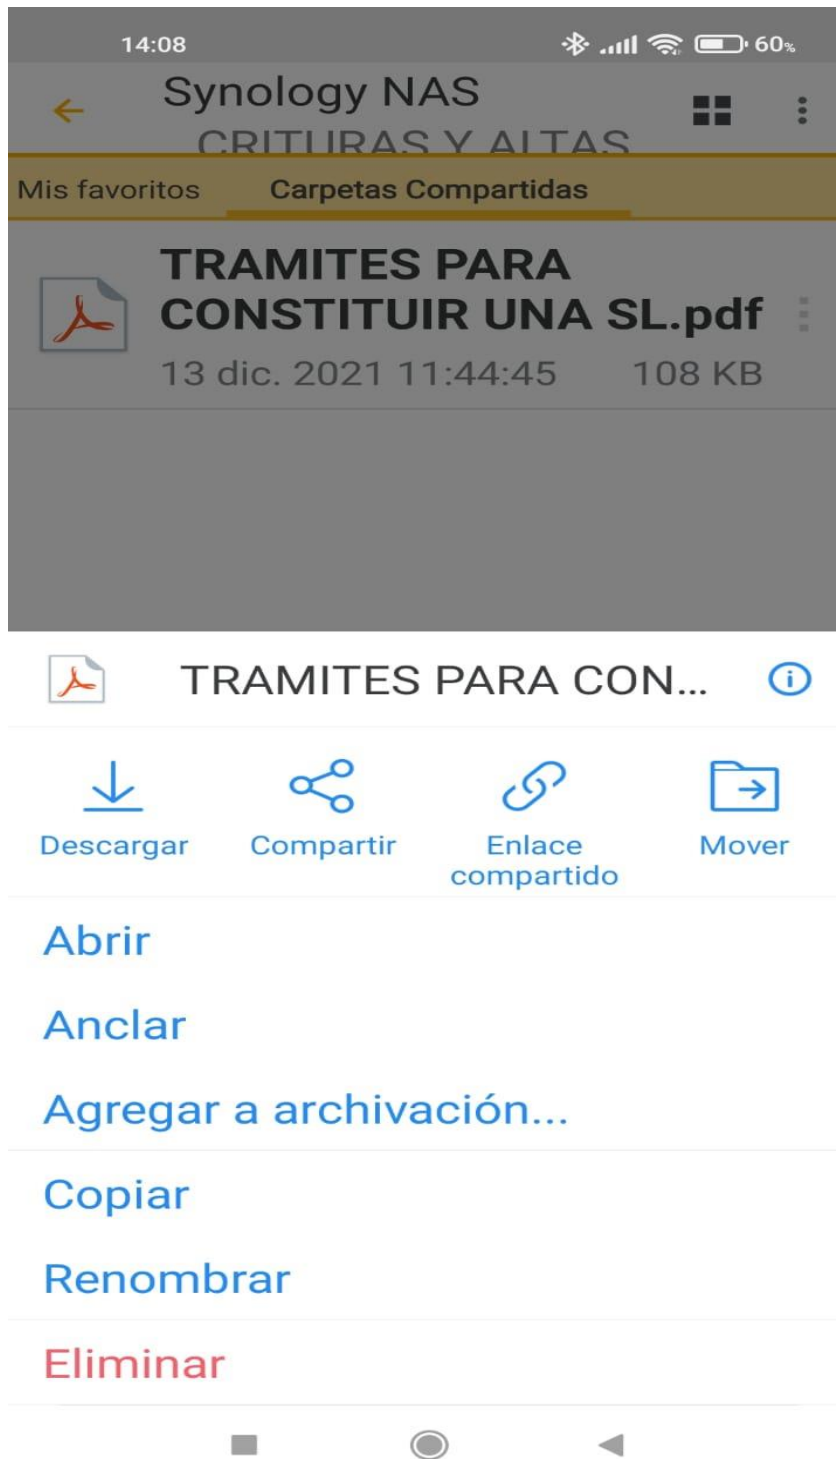 14:08
60%
Synology NAS
CRITURAS Y ALTAS
Mis favoritos Carpetas Compartidas
TRAMITES PARA
CONSTITUIR UNA SL.pdf
13 dic. 2021 11:44:45 108 KB
TRAMITES PARA CON...
Descargar Compartir Enlace compartido Mover
Abrir
Anclar
Agregar a archivación...
Copiar
Renombrar
Eliminar